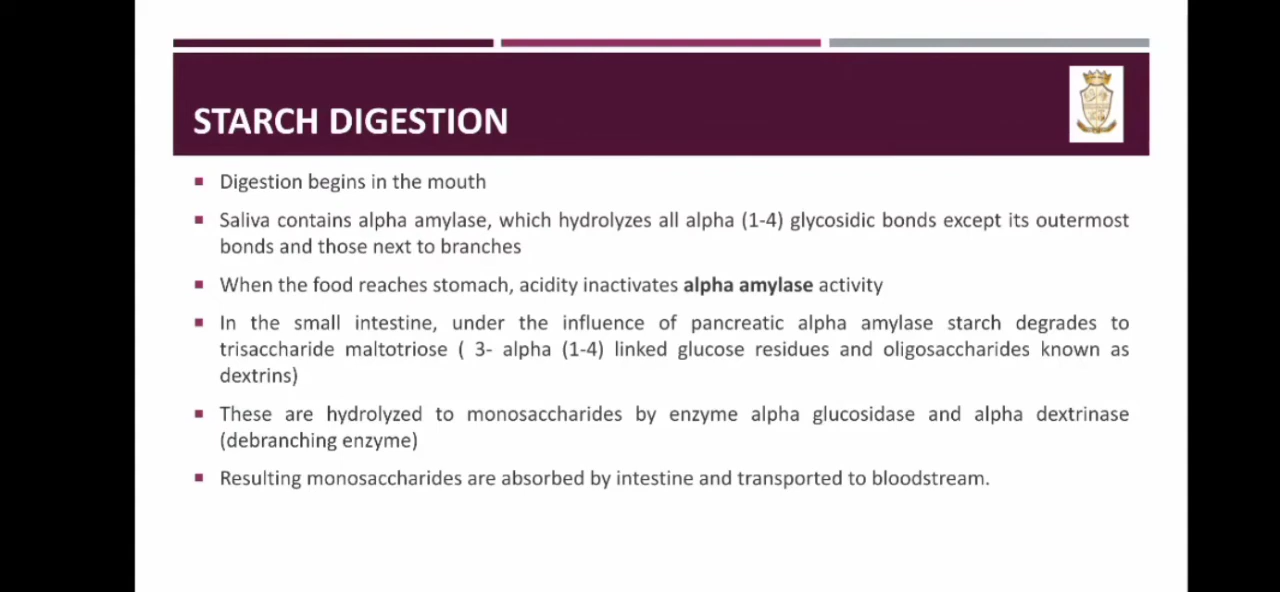 STARCH DIGESTION
Digestion begins in the mouth
Saliva contains alpha amylase, which hydrolyzes all alpha (1-4) glycosidic bonds except its outermost
bonds and those next to branches
When the food reaches stomach, acidity inactivates alpha amylase activity
In the small intestine, under the influence of pancreatic alpha amylase starch degrades to
trisaccharide maltotriose ( 3- alpha (1-4) linked glucose residues and oligosaccharides known as
dextrins)
These are hydrolyzed to monosaccharides by enzyme alpha glucosidase and alpha dextrinase
(debranching enzyme)
Resulting monosaccharides are absorbed by intestine and transported to bloodstream.